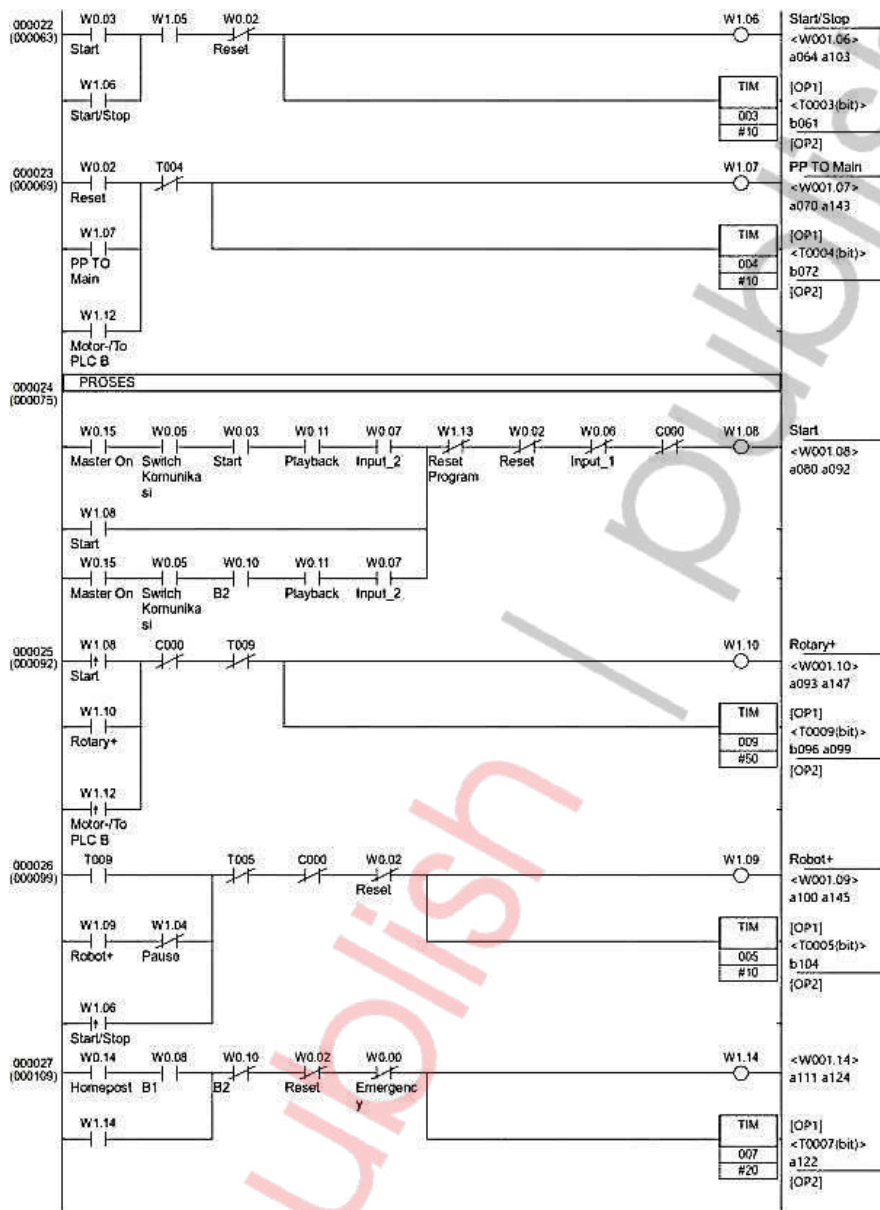 000022 W0.03 W1.05 W0.02 W1.06 Start/Stop
(000063) Start Reset <W001.06>
a064 a103
W1.06 TIM [OP1]
Start/Stop 003 <T0003(bit)>
#10 b061
[OP2]
000023 W0.02 T004 W1.07 PP TO Main
(000069) Reset <W001.07>
a070 a143
W1.07 TIM [OP1]
PP TO 004 <T0004(bit)>
Main #10 b072
[OP2]
W1.12
Motor-/To
PLC B
000024 PROSES
(000075)
W0.15 W0.05 W0.03 W0.11 W0.07 W1.13 W0.02 W0.06 C000 W1.08 Start
Master On Switch Start Playback Input_2 Reset Reset Input_1 <W001.08>
Komunika Program a080 a092
si
W1.08
Start
W0.15 W0.05 W0.10 W0.11 W0.07
Master On Switch B2 Playback Input_2
Komunika
si
000025 W1.08 C000 T009 W1.10 Rotary+
(000092) Start <W001.10>
a093 a147
W1.10 TIM [OP1]
Rotary+ 009 <T0009(bit)>
#50 b096 a099
[OP2]
W1.12
Motor-/To
PLC B
000026 T009 T005 C000 W0.02 W1.09 Robot+
(000099) Reset <W001.09>
a100 a145
W1.09 W1.04 TIM [OP1]
Robot+ Pause 005 <T0005(bit)>
#10 b104
[OP2]
W1.06
Start/Stop
000027 W0.14 W0.08 W0.10 W0.02 W0.00 W1.14 <W001.14>
(000109) Homepost B1 B2 Reset Emergenc a111 a124
y
W1.14 TIM [OP1]
007 <T0007(bit)>
#20 a122
[OP2]
ublish
| publish